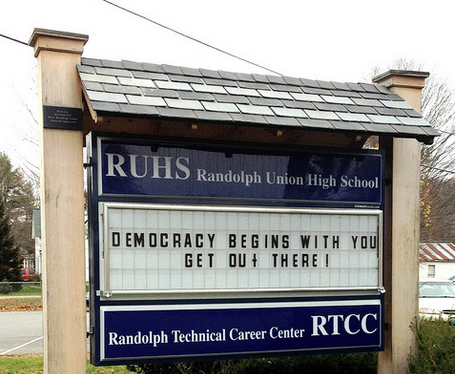 RUHS Randolph Union High School
DEMOCRACY BEGINS WITH YOU
GET OUT THERE!
Randolph Technical Career Center RTCC